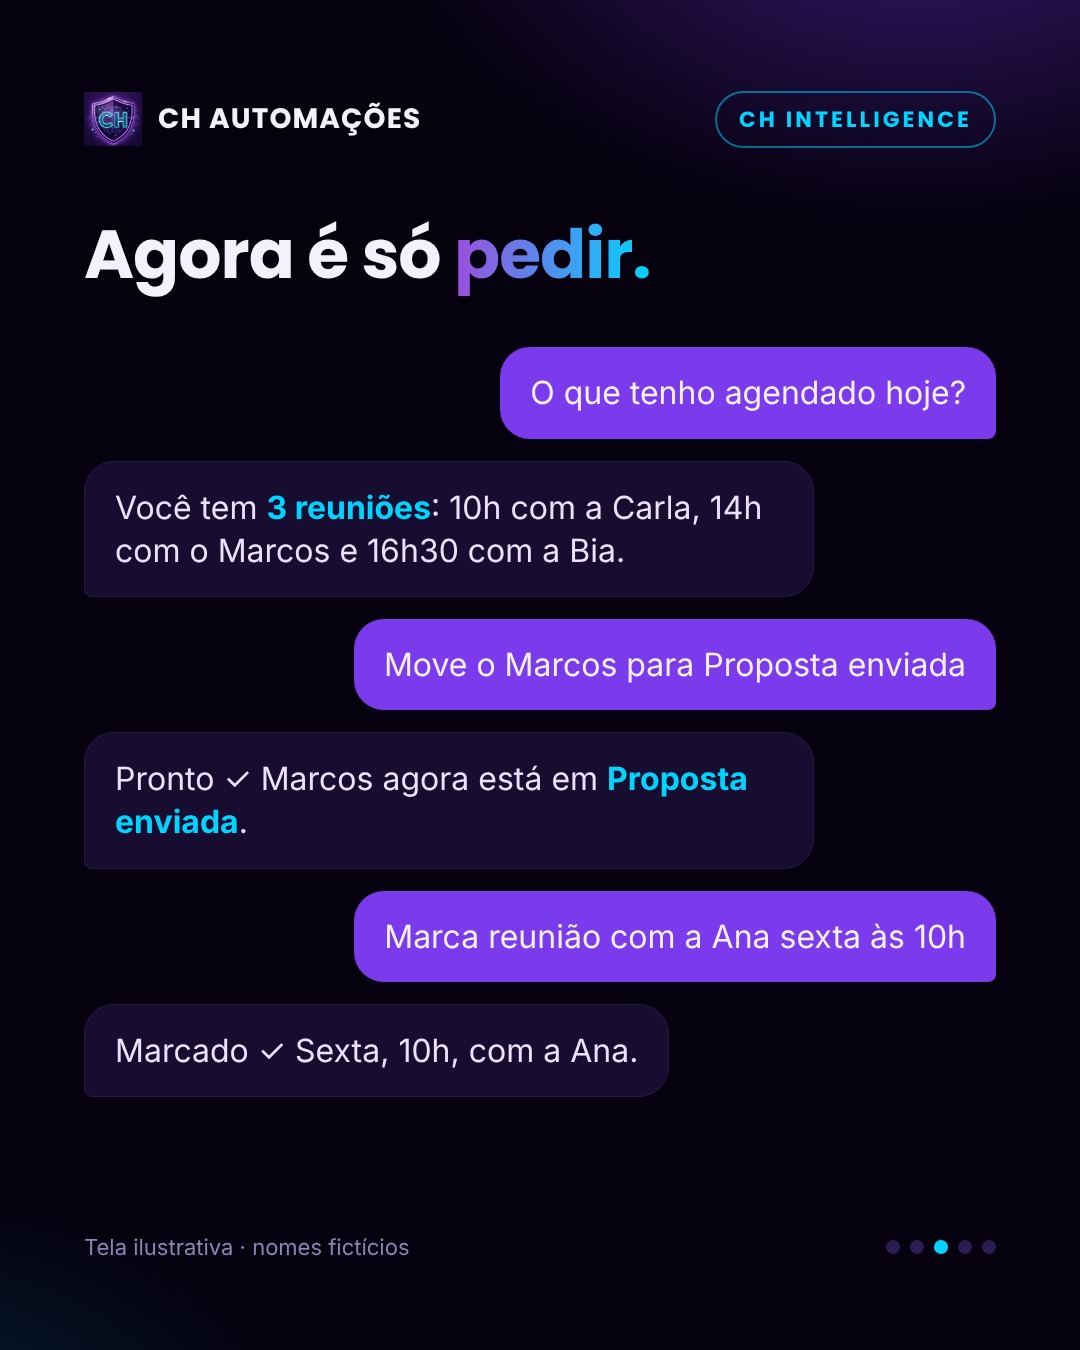 CH
CH AUTOMAÇÕES
CH INTELLIGENCE
Agora é só pedir.
O que tenho agendado hoje?
Você tem 3 reuniões: 10h com a Carla, 14h
com o Marcos e 16h30 com a Bia.
Move o Marcos para Proposta enviada
Pronto ✓ Marcos agora está em Proposta
enviada.
Marca reunião com a Ana sexta às 10h
Marcado ✓ Sexta, 10h, com a Ana.
Tela ilustrativa · nomes fictícios